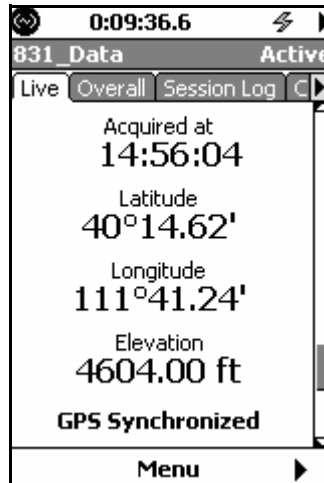 0:09:36.6
831_Data Active
Live Overall Session Log C
Acquired at
14:56:04
Latitude
40°14.62'
Longitude
111°41.24'
Elevation
4604.00 ft
GPS Synchronized
Menu